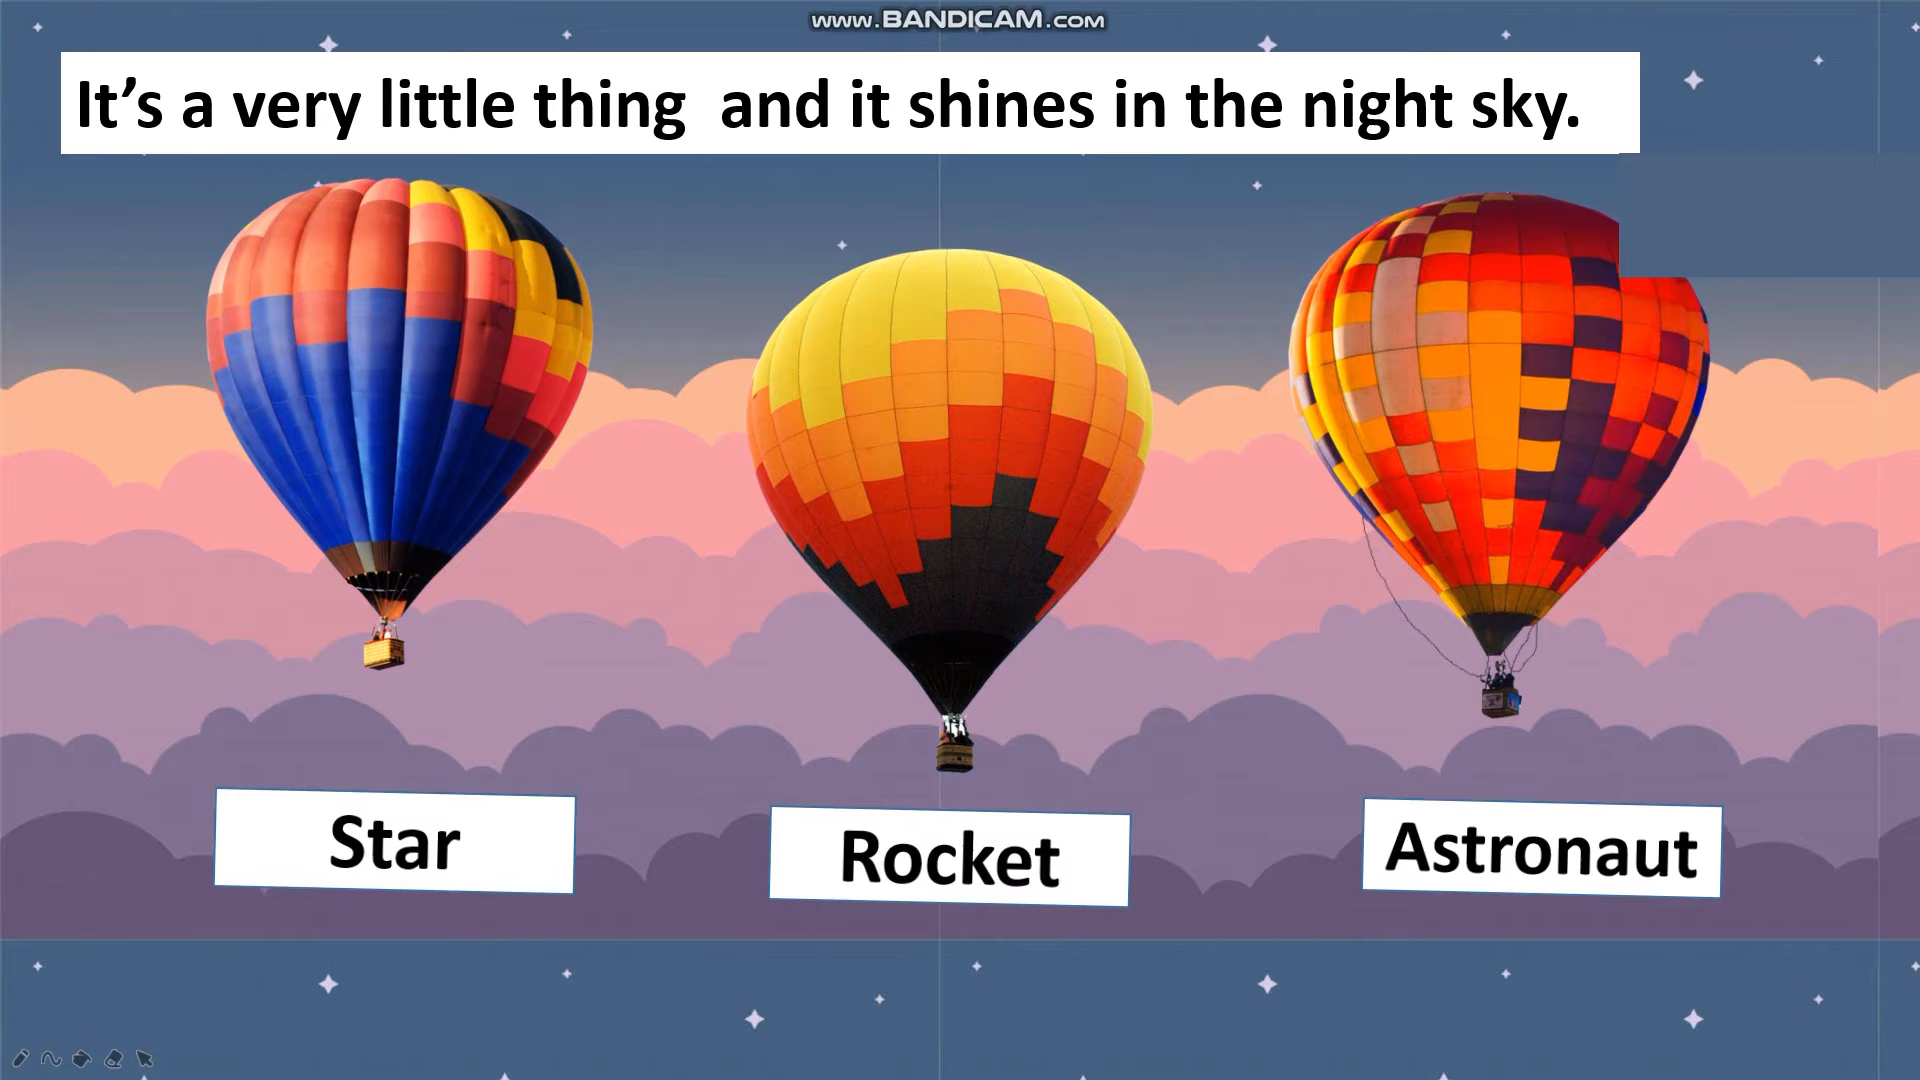 www.BANDICAM.com
It's a very little thing  and it shines in the night sky.
Star
Rocket
Astronaut